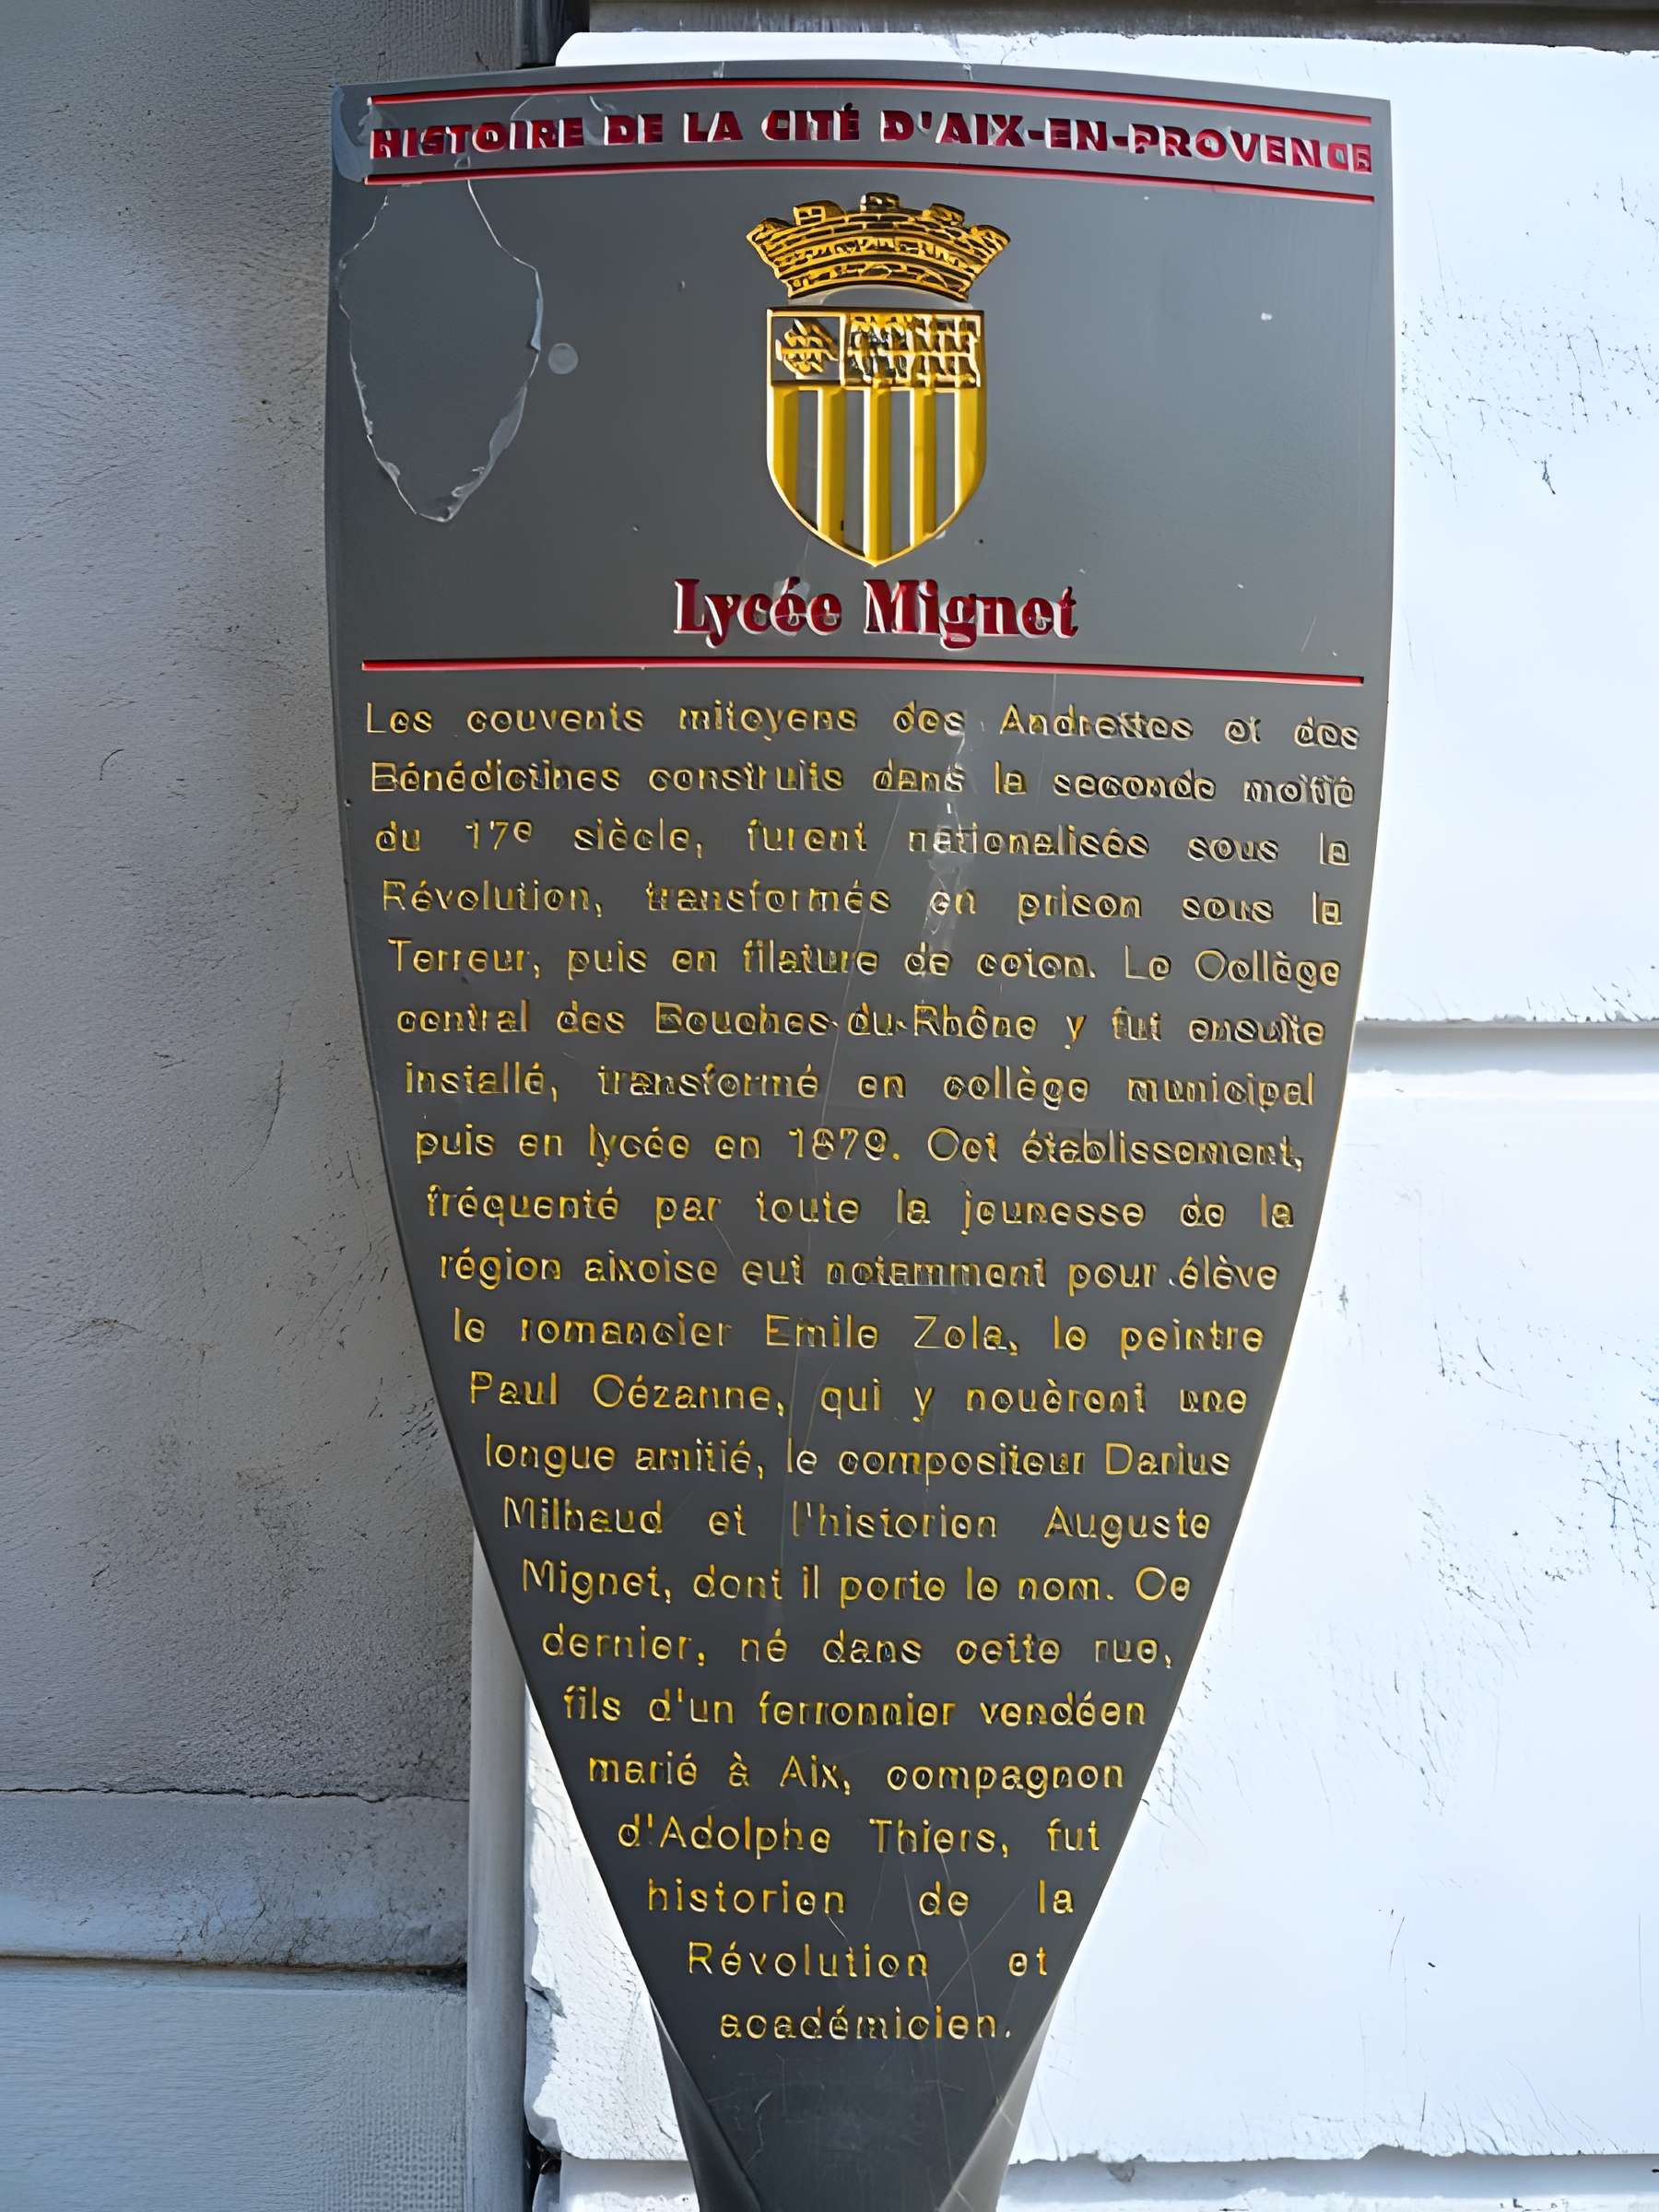 HISTOIRE DE LA CITÉ D'AIX-EN-PROVENCE
Lycée Mignet
Les couvents mitoyens des Andrettes et des
Bénédictines construits dans la seconde moitié
du 17e siècle, furent nationalisés sous la
Révolution, transformés en prison sous la
Terreur, puis en filature de coton. Le Collège
central des Bouches-du-Rhône y fut ensuite
installé, transformé en collège municipal
puis en lycée en 1879. Cet établissement,
fréquenté par toute la jeunesse de la
région aixoise eut notamment pour élève
le romancier Emile Zola, le peintre
Paul Cézanne, qui y nouèrent une
longue amitié, le compositeur Darius
Milhaud et l'historien Auguste
Mignet, dont il porte le nom. Ce
dernier, né dans cette rue,
fils d'un ferronnier vendéen
marié à Aix, compagnon
d'Adolphe Thiers, fut
historien de la
Révolution et
académicien.